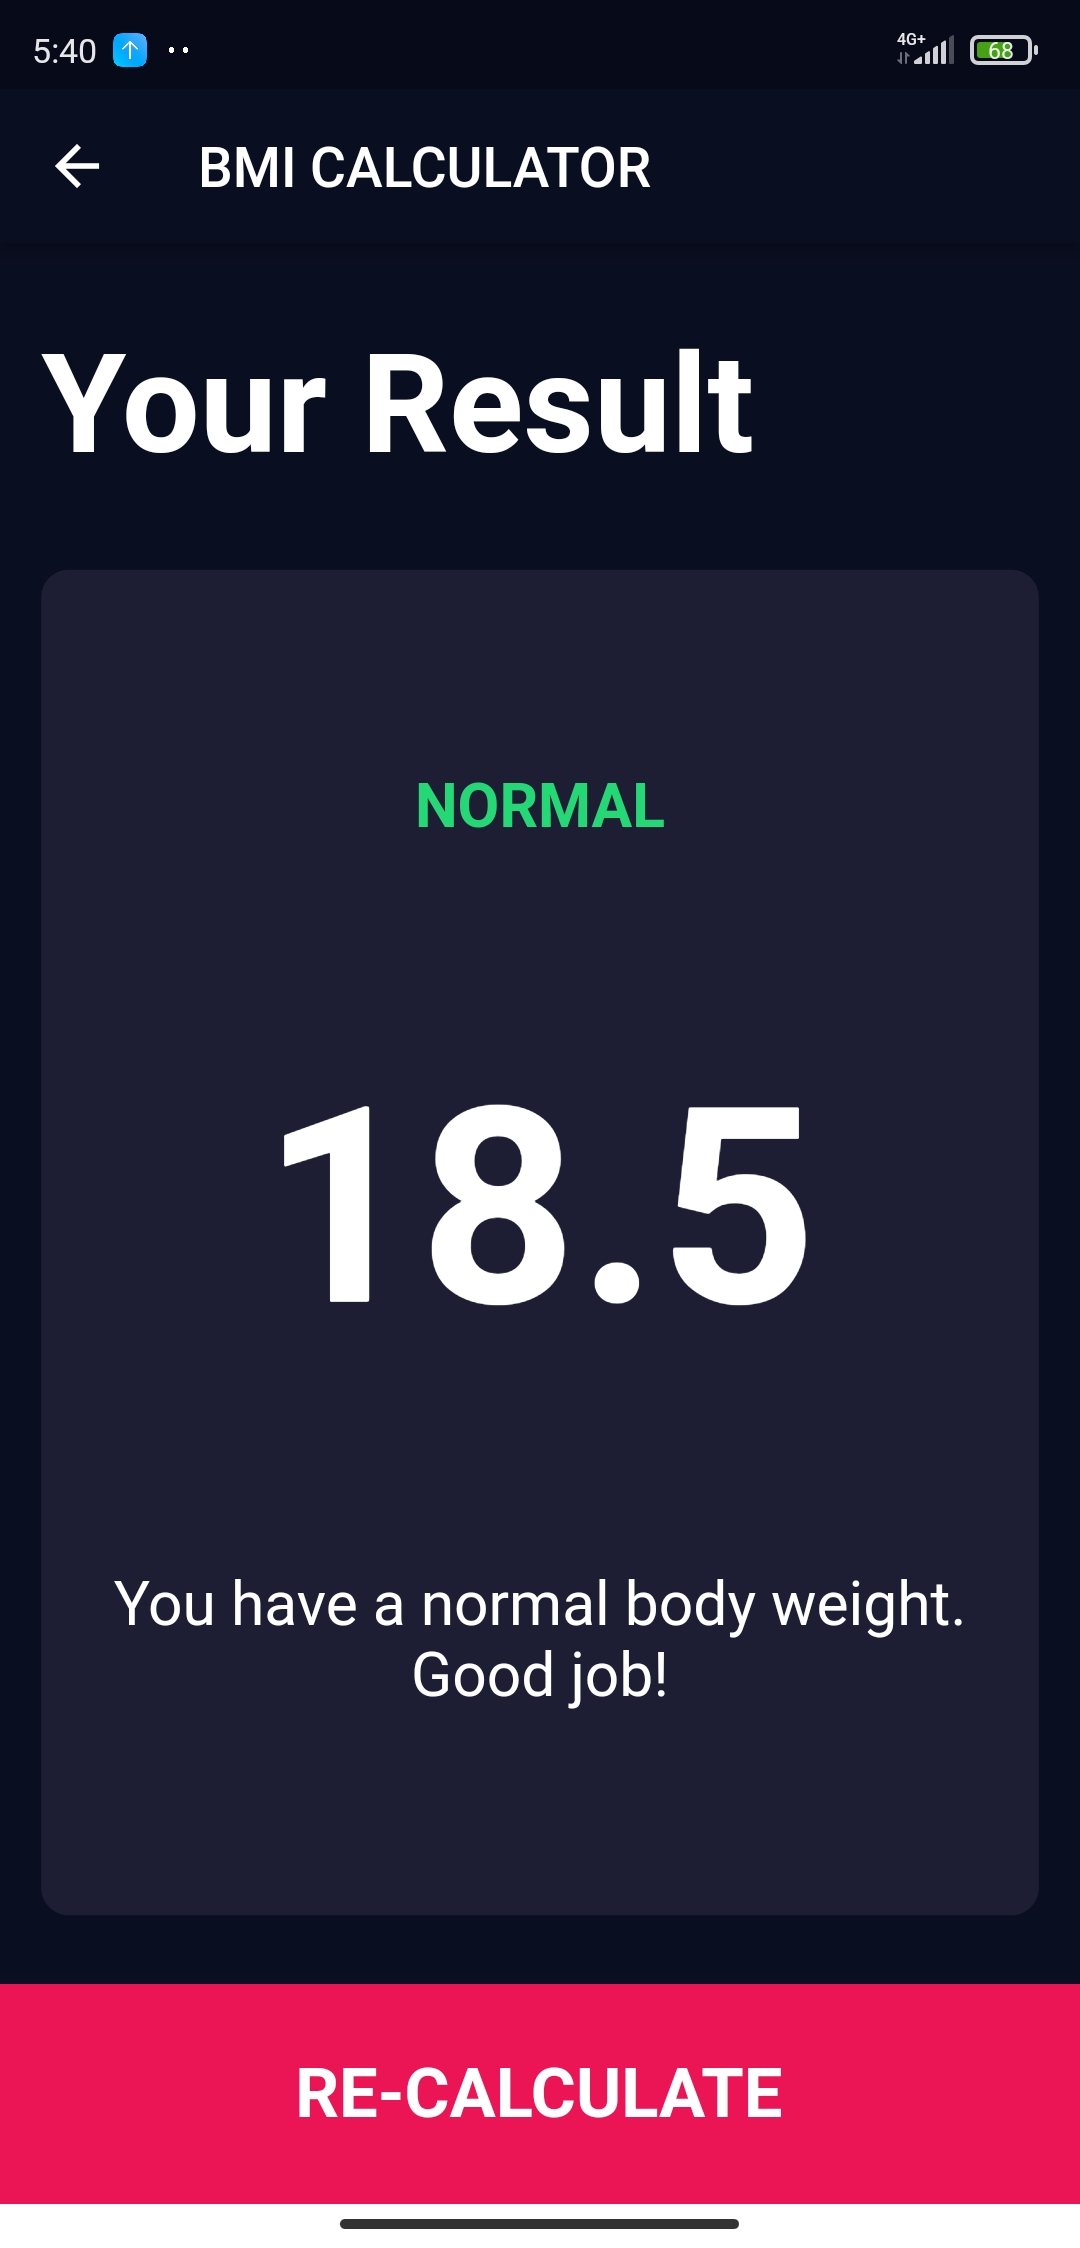 5:40
4G+
68
BMI CALCULATOR
Your Result
NORMAL
18.5
You have a normal body weight.
Good job!
RE-CALCULATE